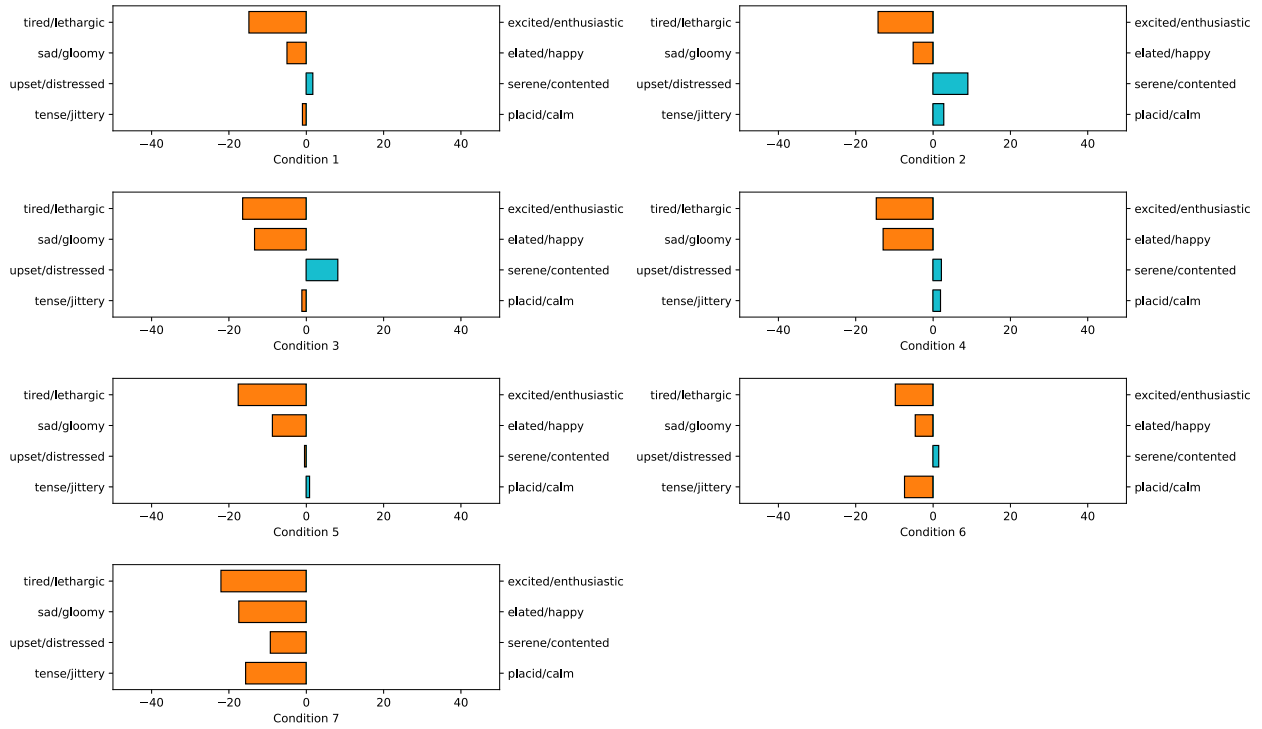 tired/lethargic excited/enthusiastic
sad/gloomy elated/happy
upset/distressed serene/contented
tense/jittery placid/calm
−40 −20 0 20 40
Condition 1
tired/lethargic excited/enthusiastic
sad/gloomy elated/happy
upset/distressed serene/contented
tense/jittery placid/calm
−40 −20 0 20 40
Condition 2
tired/lethargic excited/enthusiastic
sad/gloomy elated/happy
upset/distressed serene/contented
tense/jittery placid/calm
−40 −20 0 20 40
Condition 3
tired/lethargic excited/enthusiastic
sad/gloomy elated/happy
upset/distressed serene/contented
tense/jittery placid/calm
−40 −20 0 20 40
Condition 4
tired/lethargic excited/enthusiastic
sad/gloomy elated/happy
upset/distressed serene/contented
tense/jittery placid/calm
−40 −20 0 20 40
Condition 5
tired/lethargic excited/enthusiastic
sad/gloomy elated/happy
upset/distressed serene/contented
tense/jittery placid/calm
−40 −20 0 20 40
Condition 6
tired/lethargic excited/enthusiastic
sad/gloomy elated/happy
upset/distressed serene/contented
tense/jittery placid/calm
−40 −20 0 20 40
Condition 7